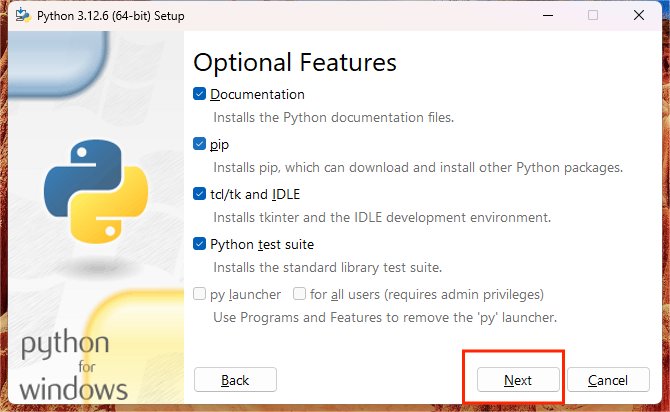 Python 3.12.6 (64-bit) Setup
Optional Features
Documentation
Installs the Python documentation files.
pip
Installs pip, which can download and install other Python packages.
tcl/tk and IDLE
Installs tkinter and the IDLE development environment.
Python test suite
Installs the standard library test suite.
py launcher for all users (requires admin privileges)
Use Programs and Features to remove the 'py' launcher.
python
for
windows
Back Next Cancel